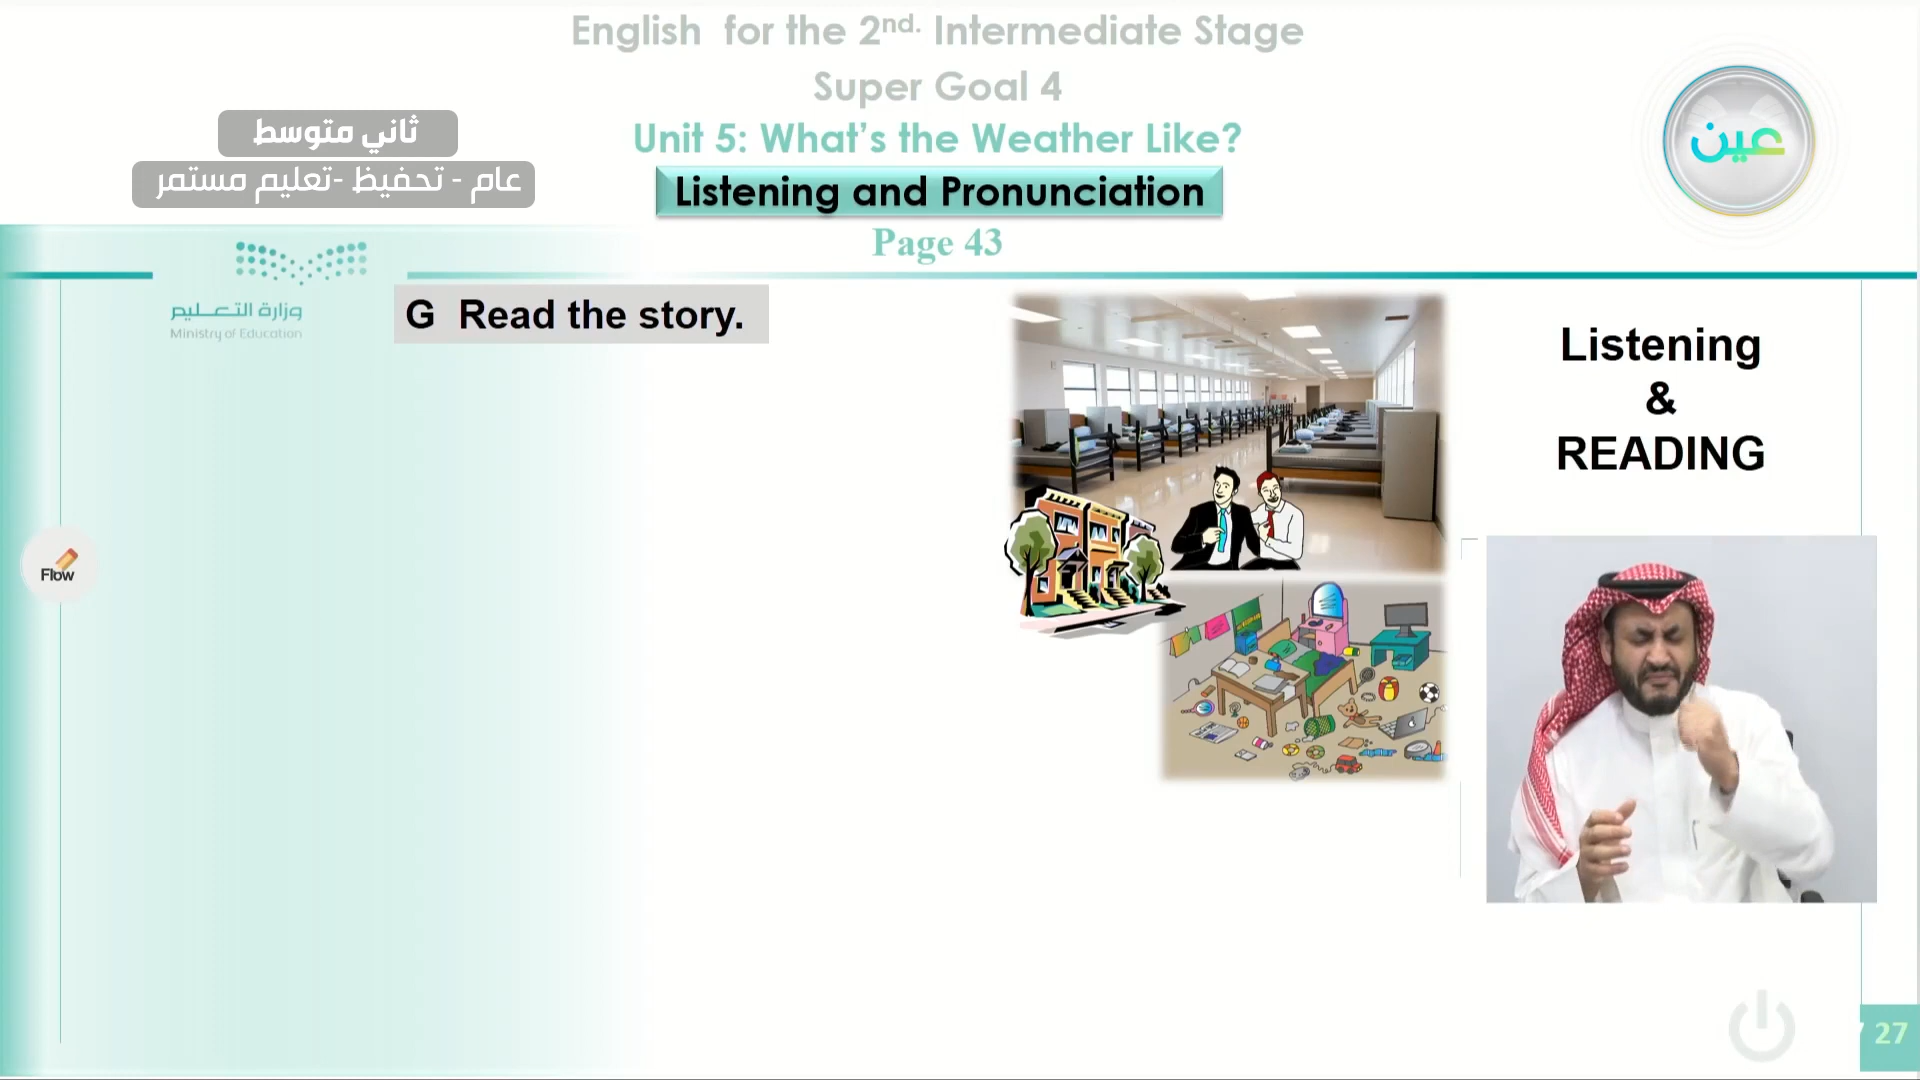 English for the 2nd. Intermediate Stage
Super Goal 4
Unit 5: What's the Weather Like?
Listening and Pronunciation
Page 43
ثاني متوسط
عام - تحفيظ -تعليم مستمر
عين
وزارة التعليم
Ministry of Education
G Read the story.
Listening
&
READING
Flow
27